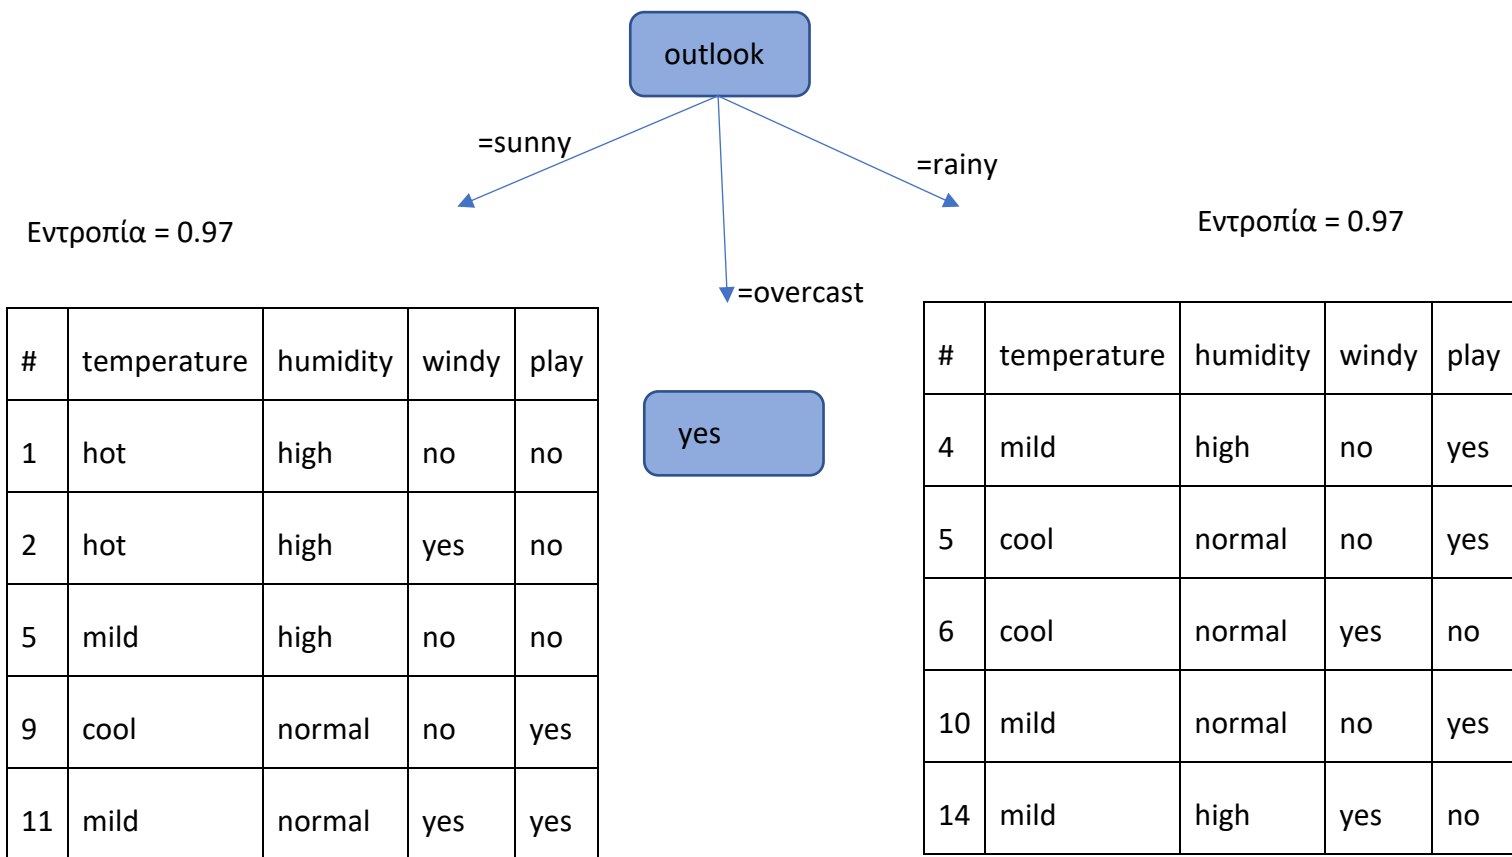 outlook
=sunny
=rainy
Εντροπία = 0.97
Εντροπία = 0.97
=overcast
# temperature humidity windy play
1 hot high no no
2 hot high yes no
5 mild high no no
9 cool normal no yes
11 mild normal yes yes
yes
# temperature humidity windy play
4 mild high no yes
5 cool normal no yes
6 cool normal yes no
10 mild normal no yes
14 mild high yes no